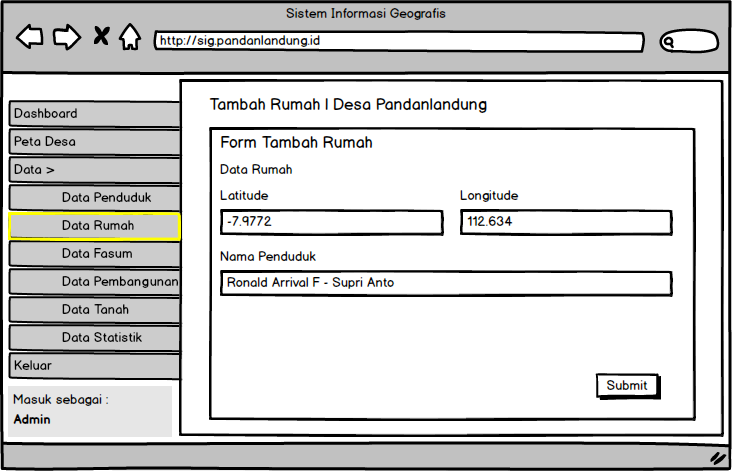 Sistem Informasi Geografis
http://sig.pandanlandung.id
Tambah Rumah | Desa Pandanlandung
Dashboard
Peta Desa
Data >
Data Penduduk
Data Rumah
Data Fasum
Data Pembangunan
Data Tanah
Data Statistik
Keluar
Masuk sebagai :
Admin
Form Tambah Rumah
Data Rumah
Latitude Longitude
-7.9772 112.634
Nama Penduduk
Ronald Arrival F - Supri Anto
Submit